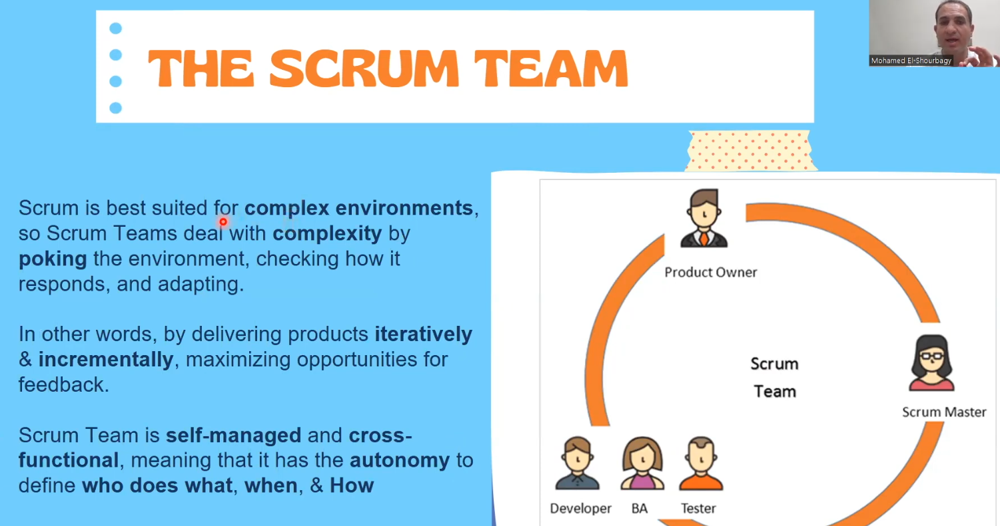 THE SCRUM TEAM
Mohamed El-Shourbagy
Scrum is best suited for complex environments,
so Scrum Teams deal with complexity by
poking the environment, checking how it
responds, and adapting.
In other words, by delivering products iteratively
& incrementally, maximizing opportunities for
feedback.
Scrum Team is self-managed and cross-
functional, meaning that it has the autonomy to
define who does what, when, & How
Product Owner
Scrum
Team
Scrum Master
Developer
BA
Tester